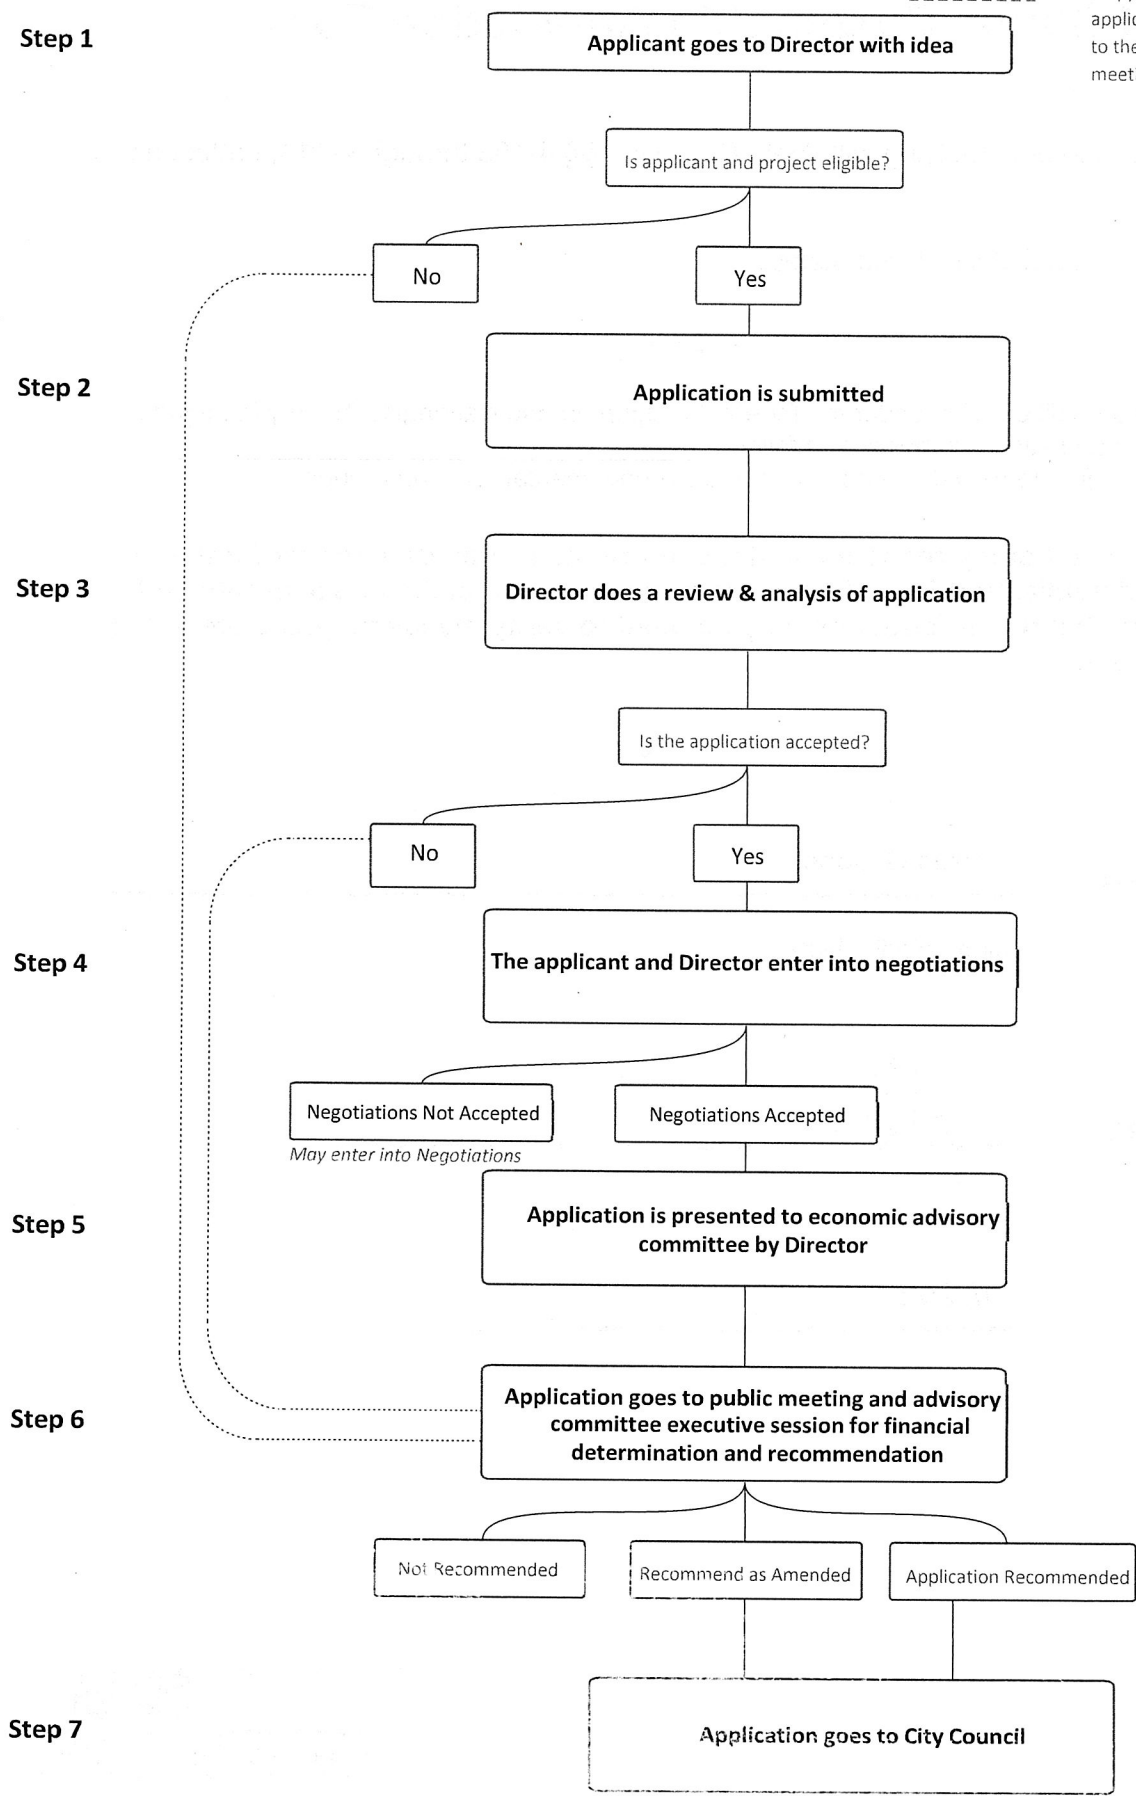 Step 1
Applicant goes to Director with idea
to the
Is applicant and project eligible?
No
Yes
Step 2
Application is submitted
Step 3
Director does a review & analysis of application
Is the application accepted?
No
Yes
Step 4
The applicant and Director enter into negotiations
Negotiations Not Accepted
Negotiations Accepted
May enter into Negotiations
Step 5
Application is presented to economic advisory
committee by Director
Step 6
Application goes to public meeting and advisory
committee executive session for financial
determination and recommendation
Not Recommended
Recommend as Amended
Application Recommended
Step 7
Application goes to City Council